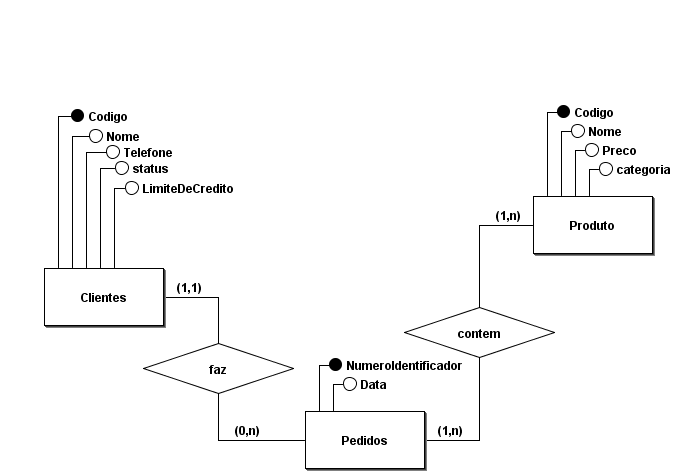 Codigo
Nome
Telefone
status
LimiteDeCredito
Clientes
(1,1)
faz
(0,n)
NumeroIdentificador
Data
Pedidos
(1,n)
contem
(1,n)
Codigo
Nome
Preco
categoria
Produto